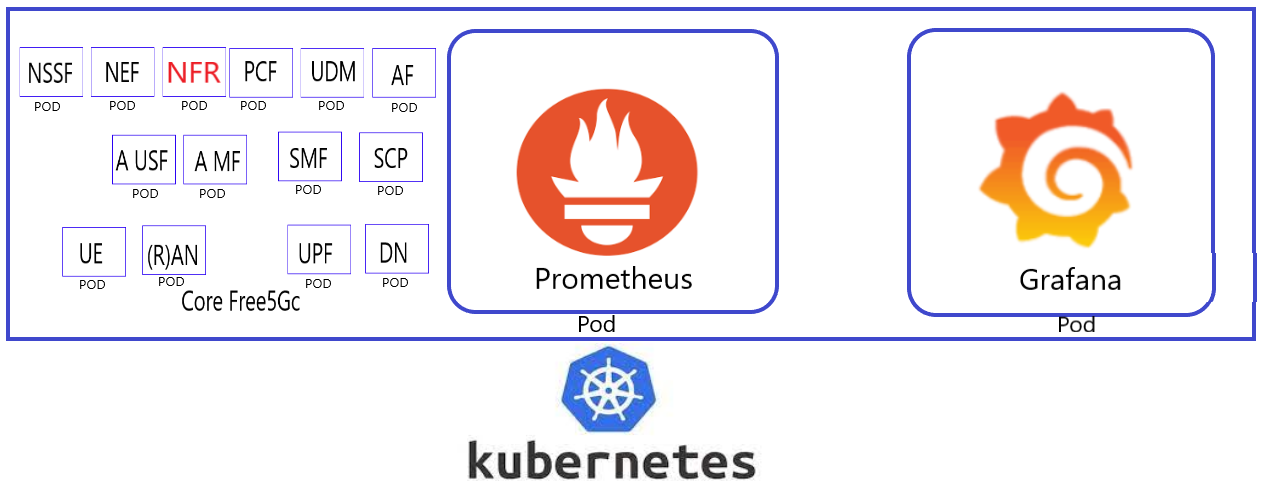 NSSF NEF NFR PCF UDM AF
POD POD POD POD POD POD
A USF A MF SMF SCP
POD POD POD POD
UE (R)AN UPF DN
POD POD POD POD
Core Free5Gc
Prometheus
Pod
Grafana
Pod
kubernetes